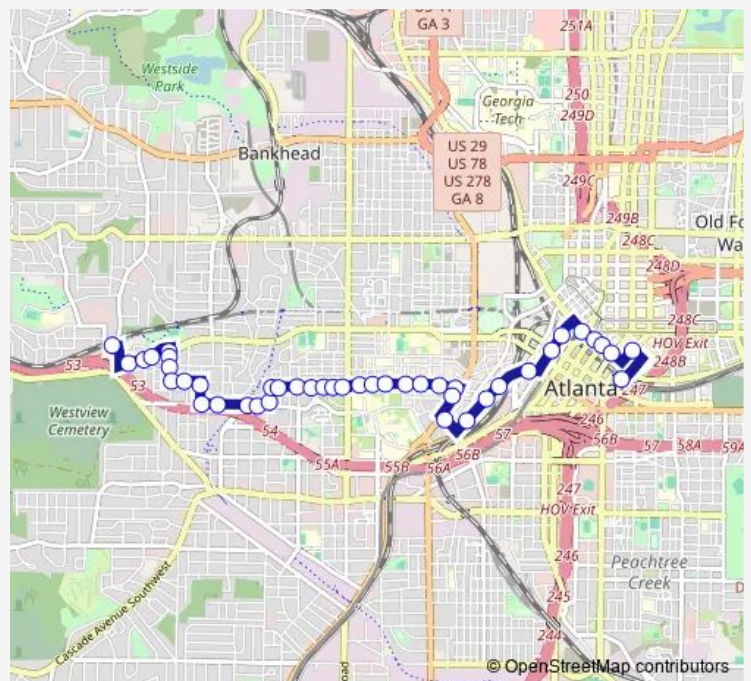 GA 3
251A
Westside
Park
250
249D
Georgia
Tech
Bankhead
US 29
US 78
US 278
GA 8
249C
249B
248C
Old Fo
Wa
248D
248C
HOV Exit
248B
53
53
Atlanta
247
Westview
Cemetery
54
246
56B
57
58A
59A
57
56B
55A
55B
56A
247
HOV Exit
246
Peachtree
Creek
245
244
Cascade Avenue Southwest
© OpenStreetMap contributors